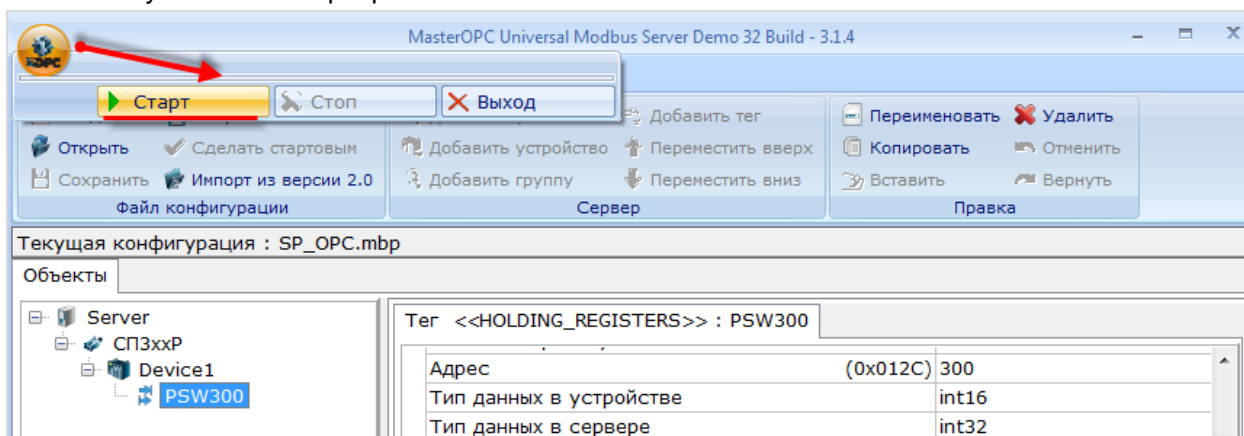 MasterOPC Universal Modbus Server Demo 32 Build - 3.1.4
OPC
Старт Стоп Выход
Добавить тег Переименовать Удалить
Открыть Сделать стартовым Добавить устройство Переместить вверх Копировать Отменить
Сохранить Импорт из версии 2.0 Добавить группу Переместить вниз Вставить Вернуть
Файл конфигурации Сервер Правка
Текущая конфигурация : SP_OPC.mbp
Объекты
Server
СП3xxР
Device1
PSW300
Тег <<HOLDING_REGISTERS>> : PSW300
Адрес (0x012C) 300
Тип данных в устройстве int16
Тип данных в сервере int32